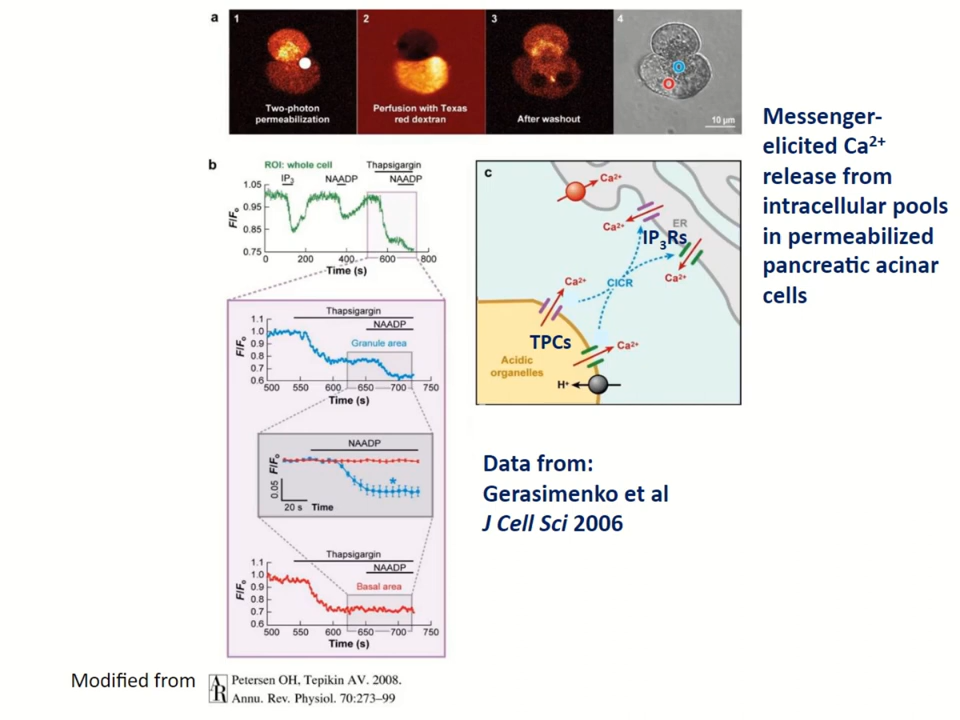 a
1
2
3
4
Two-photon
permeabilization
Perfusion with Texas
red dextran
After washout
10 µm
Messenger-
elicited Ca²⁺
release from
intracellular pools
in permeabilized
pancreatic acinar
cells
b
ROI: whole cell
Thapsigargin
IP₃
NAADP
NAADP
1.05
0.95
0.85
0.75
F/F₀
0 200 400 600 800
Time (s)
Thapsigargin
NAADP
Granule area
1.1
1.0
0.9
0.8
0.7
0.6
F/F₀
500 550 600 650 700 750
Time (s)
NAADP
F/F₀
0.05
20 s
Time
Thapsigargin
NAADP
Basal area
1.1
1.0
0.9
0.8
0.7
0.6
F/F₀
500 550 600 650 700 750
Time (s)
c
Ca²⁺
Ca²⁺
ER
IP₃Rs
Ca²⁺
CICR
Ca²⁺
TPCs
Ca²⁺
Acidic
organelles
H⁺
Data from:
Gerasimenko et al
J Cell Sci 2006
Modified from
AR
Petersen OH, Tepikin AV. 2008.
Annu. Rev. Physiol. 70:273–99